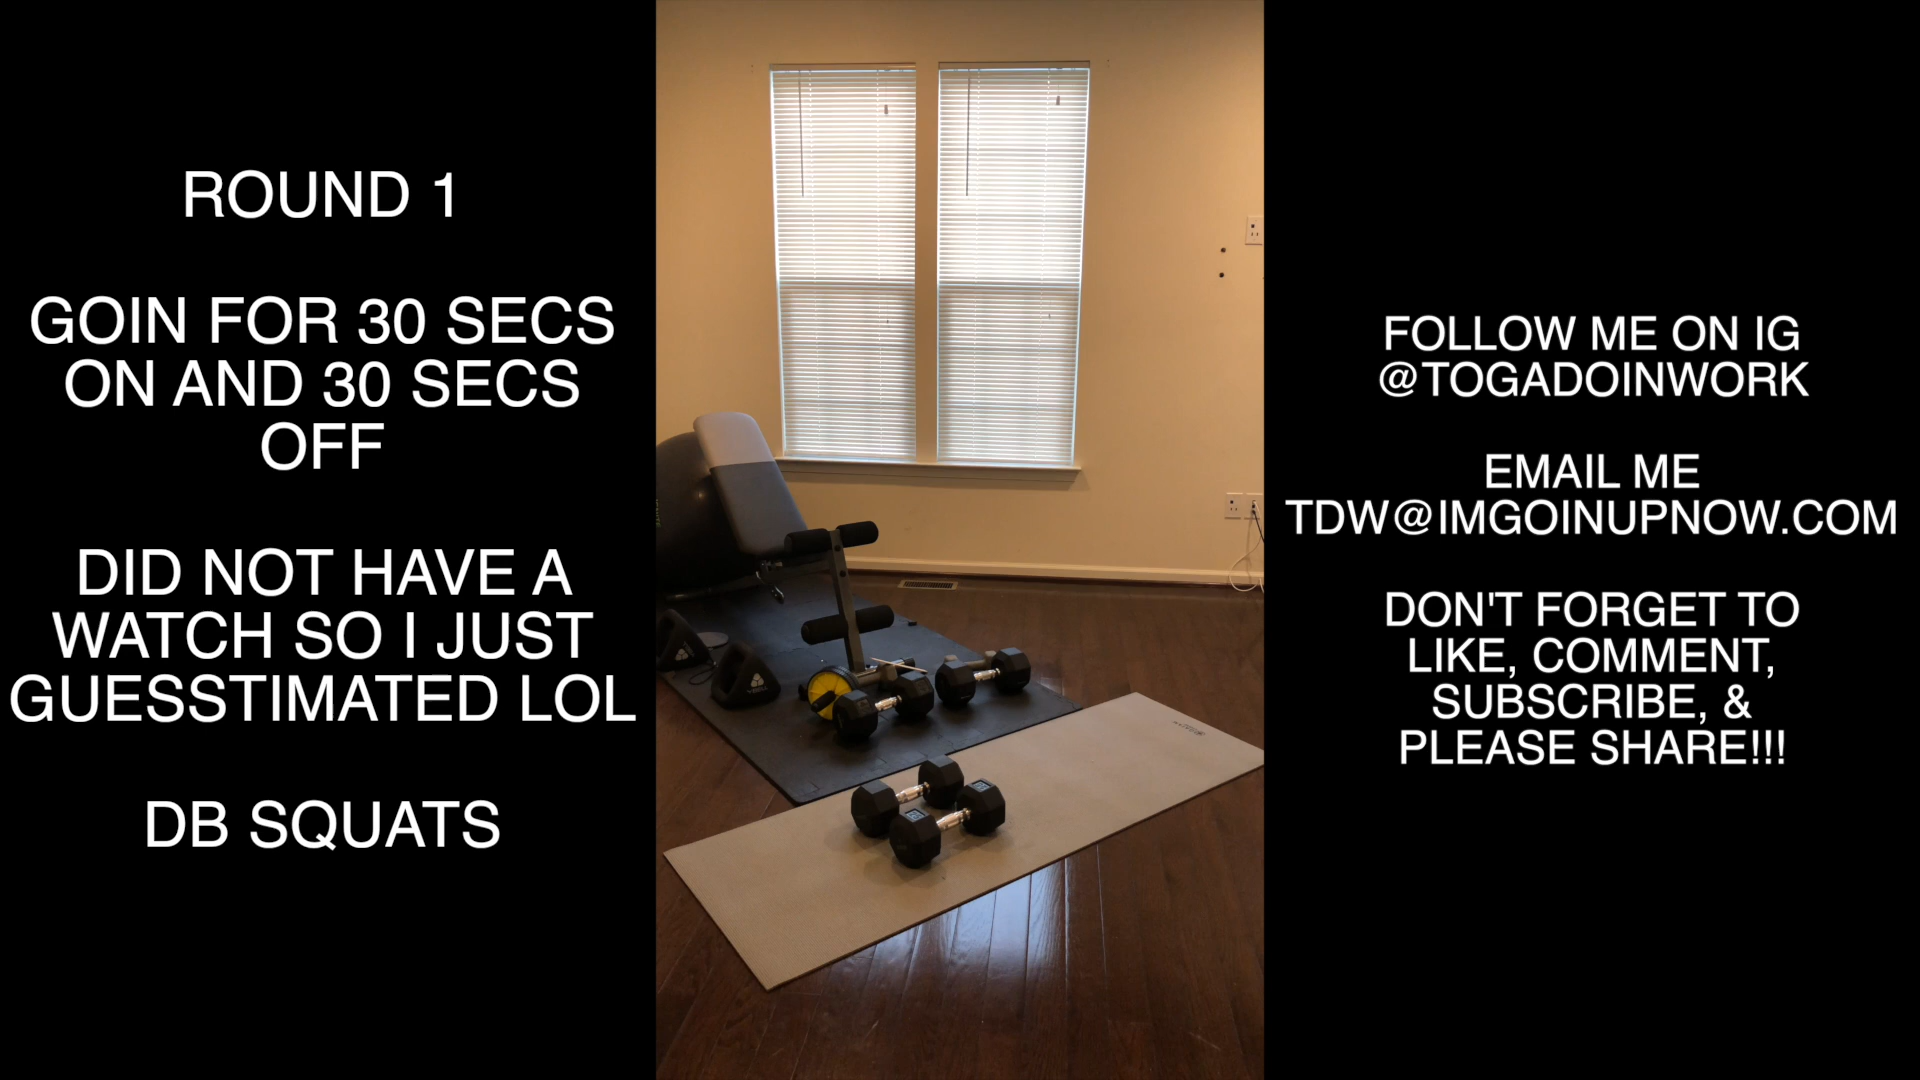 ROUND 1
GOIN FOR 30 SECS
ON AND 30 SECS
OFF
DID NOT HAVE A
WATCH SO I JUST
GUESSTIMATED LOL
DB SQUATS
FOLLOW ME ON IG
@TOGADOINWORK
EMAIL ME
TDW@IMGOINUPNOW.COM
DON'T FORGET TO
LIKE, COMMENT,
SUBSCRIBE, &
PLEASE SHARE!!!